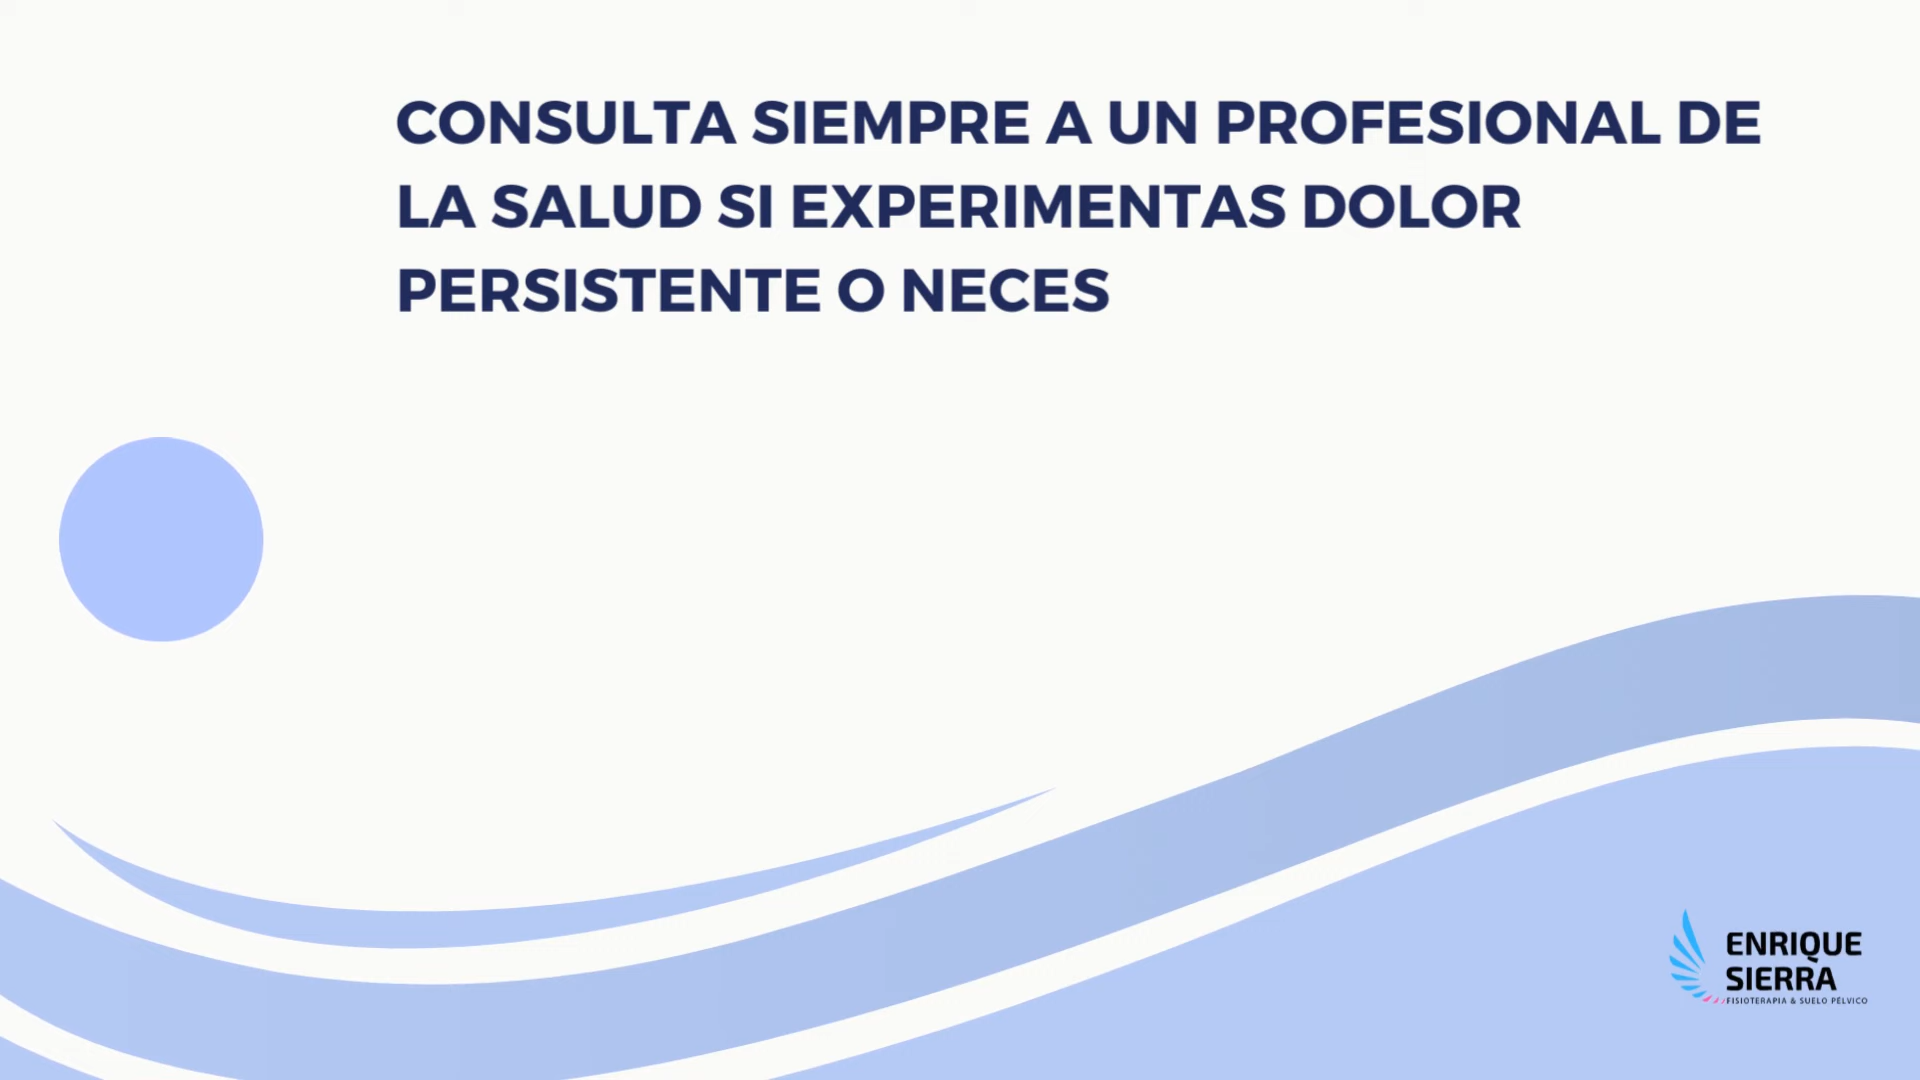 CONSULTA SIEMPRE A UN PROFESIONAL DE
LA SALUD SI EXPERIMENTAS DOLOR
PERSISTENTE O NECES
ENRIQUE
SIERRA
FISIOTERAPIA & SUELO PÉLVICO